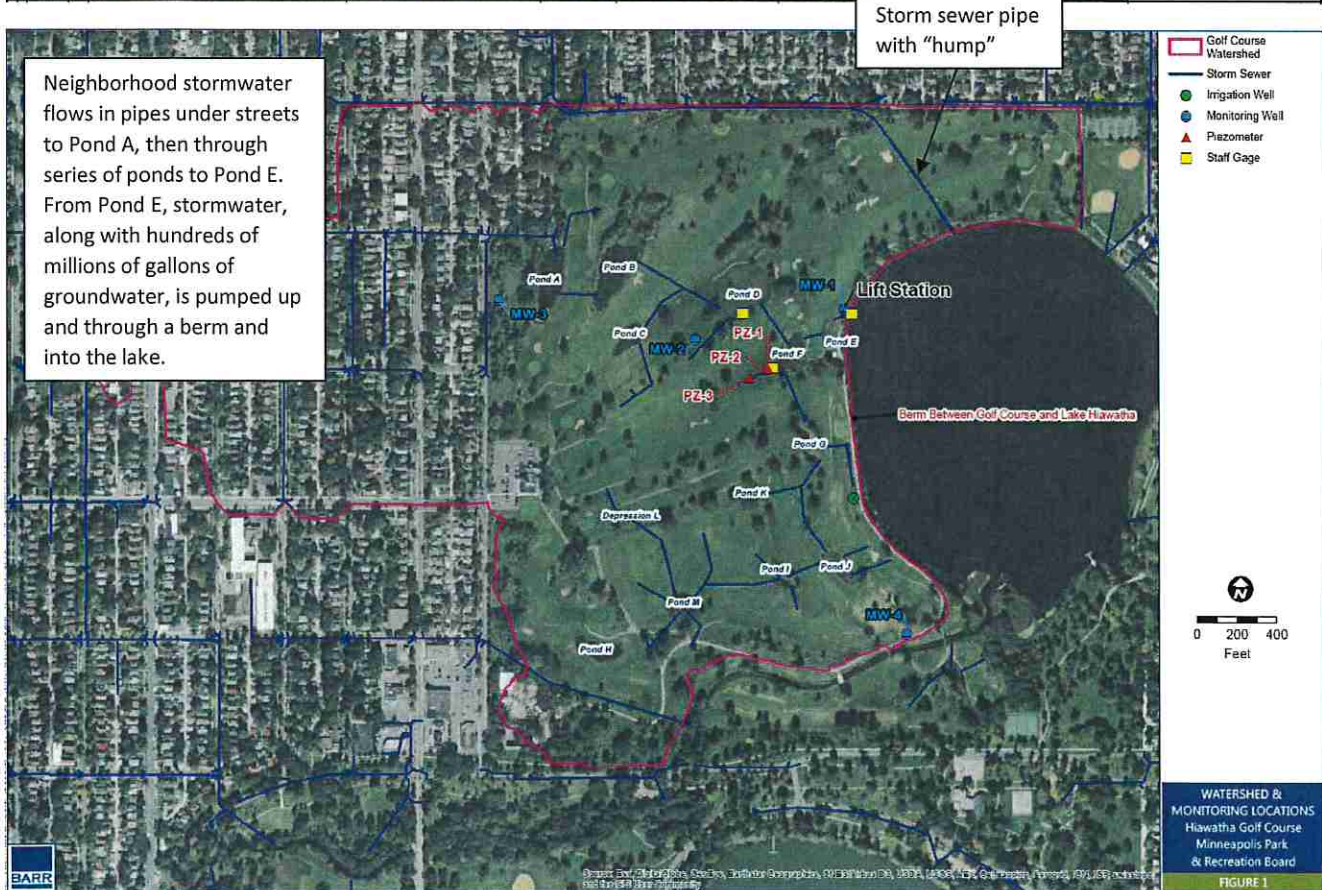 Storm sewer pipe
with “hump”
Neighborhood stormwater
flows in pipes under streets
to Pond A, then through
series of ponds to Pond E.
From Pond E, stormwater,
along with hundreds of
millions of gallons of
groundwater, is pumped up
and through a berm and
into the lake.
Golf Course
Watershed
Storm Sewer
Irrigation Well
Monitoring Well
Piezometer
Staff Gage
Pond A
Pond B
MW-3
MW-1
Lift Station
Pond D
Pond C
MW-2
PZ-1
Pond E
PZ-2
Pond F
PZ-3
Berm Between Golf Course and Lake Hiawatha
Pond G
Pond K
Depression L
Pond I
Pond J
Pond M
MW-4
Pond H
N
0 200 400
Feet
WATERSHED &
MONITORING LOCATIONS
Hiawatha Golf Course
Minneapolis Park
& Recreation Board
FIGURE 1
BARR